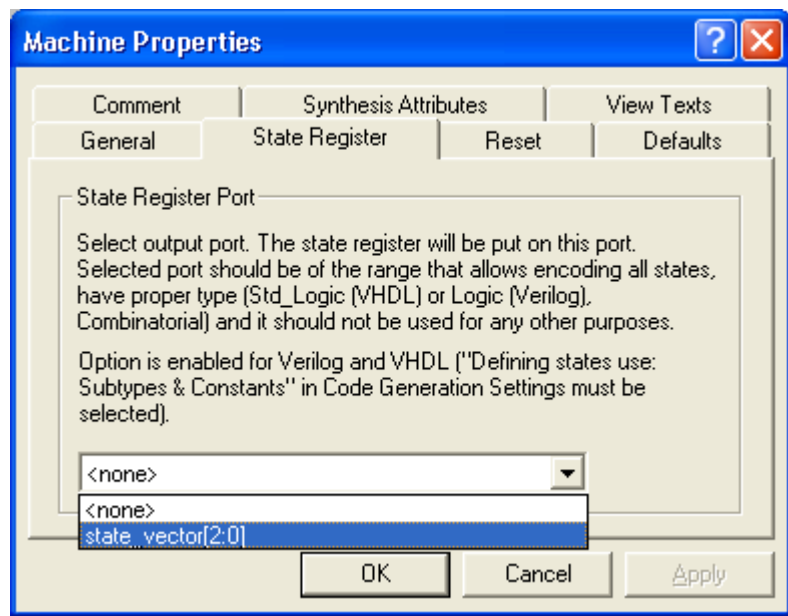 Machine Properties
Comment
Synthesis Attributes
View Texts
General
State Register
Reset
Defaults
State Register Port
Select output port. The state register will be put on this port.
Selected port should be of the range that allows encoding all states,
have proper type (Std_Logic (VHDL) or Logic (Verilog),
Combinatorial) and it should not be used for any other purposes.
Option is enabled for Verilog and VHDL ("Defining states use:
Subtypes & Constants" in Code Generation Settings must be
selected).
<none>
<none>
state_vector[2:0]
OK
Cancel
Apply